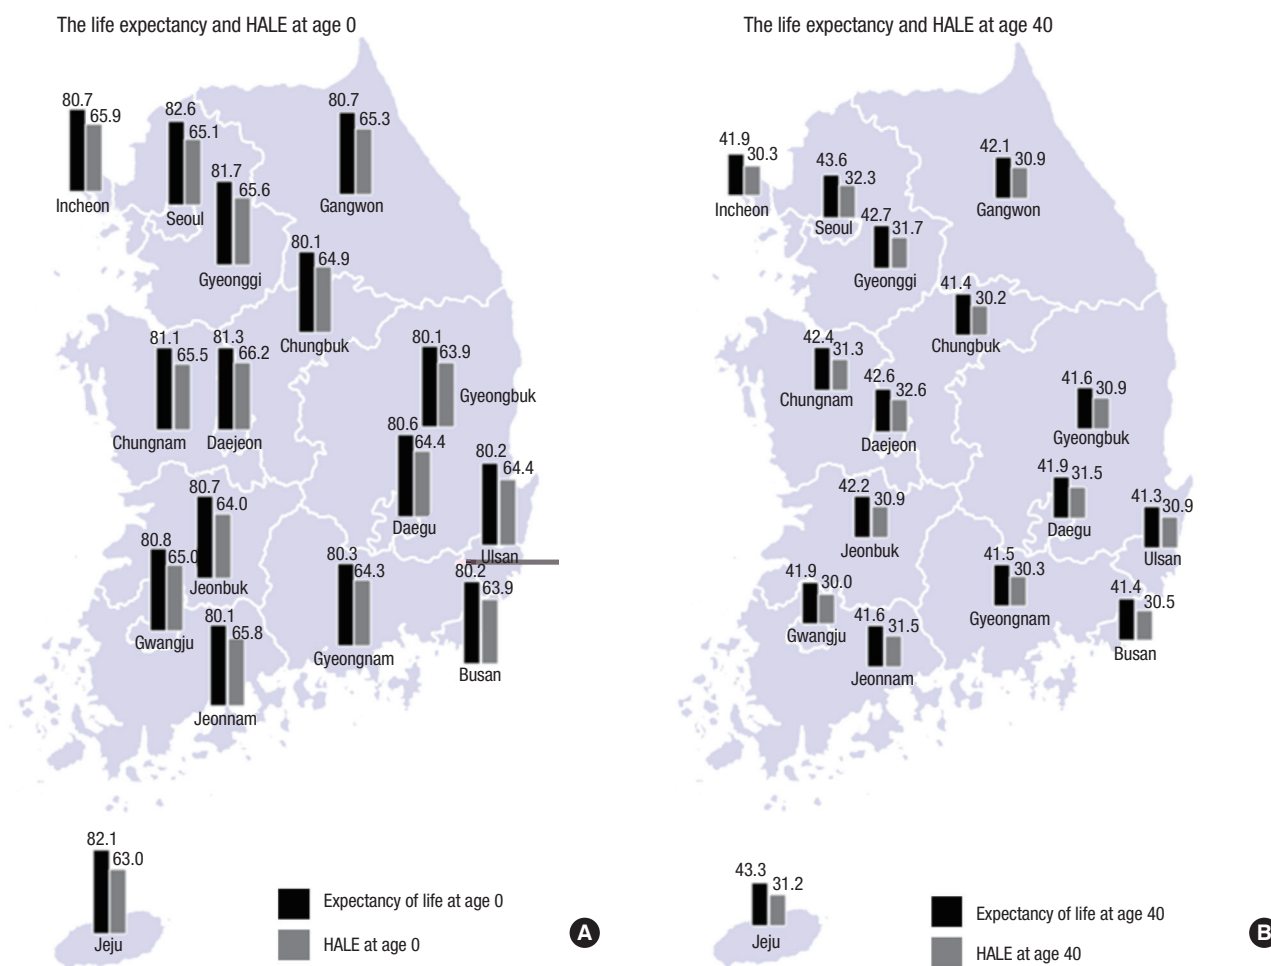 The life expectancy and HALE at age 0
80.7
65.9
Incheon
82.6
65.1
Seoul
81.7
65.6
Gyeonggi
80.7
65.3
Gangwon
80.1
64.9
Chungbuk
81.1
65.5
Chungnam
81.3
66.2
Daejeon
80.1
63.9
Gyeongbuk
80.6
64.4
Daegu
80.2
64.4
Ulsan
80.7
64.0
Jeonbuk
80.8
65.0
Gwangju
80.1
65.8
Jeonnam
80.3
64.3
Gyeongnam
80.2
63.9
Busan
82.1
63.0
Jeju
Expectancy of life at age 0
HALE at age 0
A
The life expectancy and HALE at age 40
41.9
30.3
Incheon
43.6
32.3
Seoul
42.7
31.7
Gyeonggi
42.1
30.9
Gangwon
41.4
30.2
Chungbuk
42.4
31.3
Chungnam
42.6
32.6
Daejeon
41.6
30.9
Gyeongbuk
41.9
31.5
Daegu
41.3
30.9
Ulsan
42.2
30.9
Jeonbuk
41.9
30.0
Gwangju
41.6
31.5
Jeonnam
41.5
30.3
Gyeongnam
41.4
30.5
Busan
43.3
31.2
Jeju
Expectancy of life at age 40
HALE at age 40
B